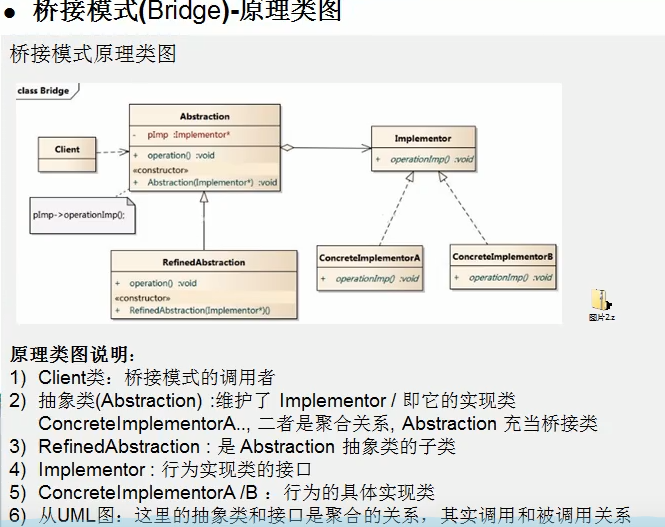 ● 桥接模式(Bridge)-原理类图
桥接模式原理类图
class Bridge
Abstraction
- pImp :Implementor*
+ operation() :void
«constructor»
+ Abstraction(Implementor*) :void
Client
Implementor
+ operationImp() :void
pImp->operationImp();
RefinedAbstraction
+ operation() :void
«constructor»
+ RefinedAbstraction(Implementor*)()
ConcreteImplementorA
+ operationImp() :void
ConcreteImplementorB
+ operationImp() :void
图片2.z
原理类图说明:
1) Client类：桥接模式的调用者
2) 抽象类(Abstraction) :维护了 Implementor / 即它的实现类
ConcreteImplementorA.., 二者是聚合关系, Abstraction 充当桥接类
3) RefinedAbstraction : 是 Abstraction 抽象类的子类
4) Implementor : 行为实现类的接口
5) ConcreteImplementorA /B ：行为的具体实现类
6) 从UML图：这里的抽象类和接口是聚合的关系，其实调用和被调用关系